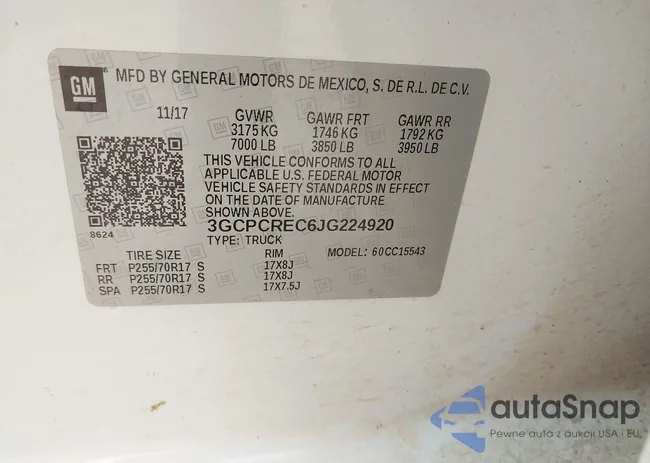 GM
MFD BY GENERAL MOTORS DE MEXICO, S. DE R.L. DE C.V.
11/17 GVWR GAWR FRT GAWR RR
3175 KG 1746 KG 1792 KG
7000 LB 3850 LB 3950 LB
THIS VEHICLE CONFORMS TO ALL
APPLICABLE U.S. FEDERAL MOTOR
VEHICLE SAFETY STANDARDS IN EFFECT
ON THE DATE OF MANUFACTURE
SHOWN ABOVE.
8624
3GCPCREC6JG224920
TYPE: TRUCK MODEL: 60CC15543
TIRE SIZE RIM
FRT P255/70R17 S 17X8J
RR P255/70R17 S 17X8J
SPA P255/70R17 S 17X7.5J
autaSnap
Pewne auta z aukcji USA i EU